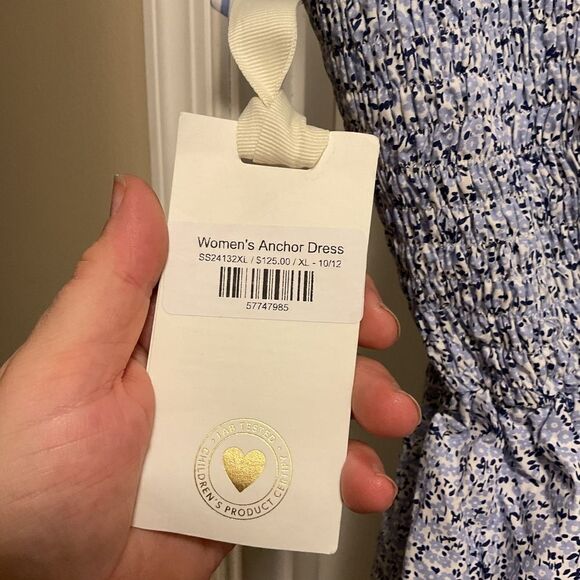 Women's Anchor Dress
SS24132XL / $125.00 / XL - 10/12
57747985
• LAB TESTED •
CHILDREN'S PRODUCT CERTIFY